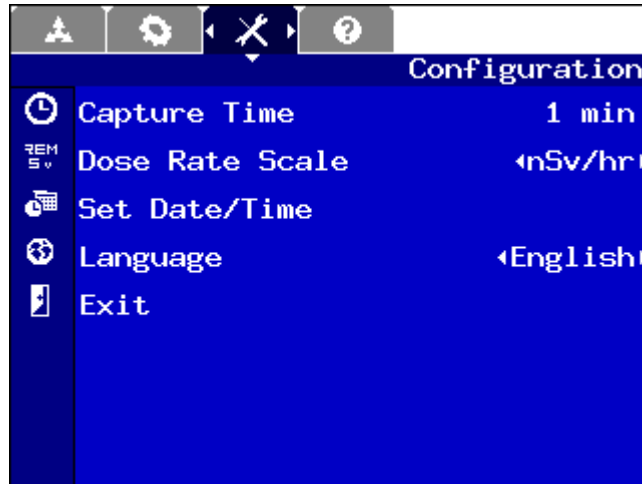 ?
Configuration
Capture Time 1 min
REM
Sv
Dose Rate Scale nSv/hr
Set Date/Time
Language English
Exit